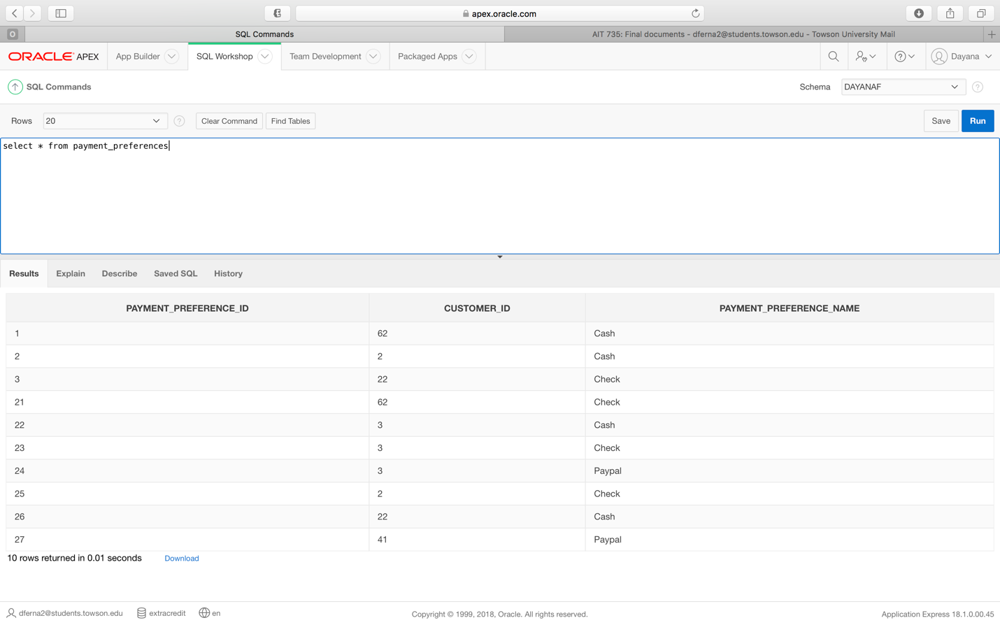 apex.oracle.com
O
SQL Commands
AIT 735: Final documents - dferna2@students.towson.edu - Towson University Mail
ORACLE APEX
App Builder
SQL Workshop
Team Development
Packaged Apps
Dayana
SQL Commands
Schema
DAYANAF
Rows
20
Clear Command
Find Tables
Save
Run
select * from payment_preferences
Results
Explain
Describe
Saved SQL
History
PAYMENT_PREFERENCE_ID CUSTOMER_ID PAYMENT_PREFERENCE_NAME
1 62 Cash
2 2 Cash
3 22 Check
21 62 Check
22 3 Cash
23 3 Check
24 3 Paypal
25 2 Check
26 22 Cash
27 41 Paypal
10 rows returned in 0.01 seconds
Download
dferna2@students.towson.edu
extracredit
en
Copyright © 1999, 2018, Oracle. All rights reserved.
Application Express 18.1.0.00.45